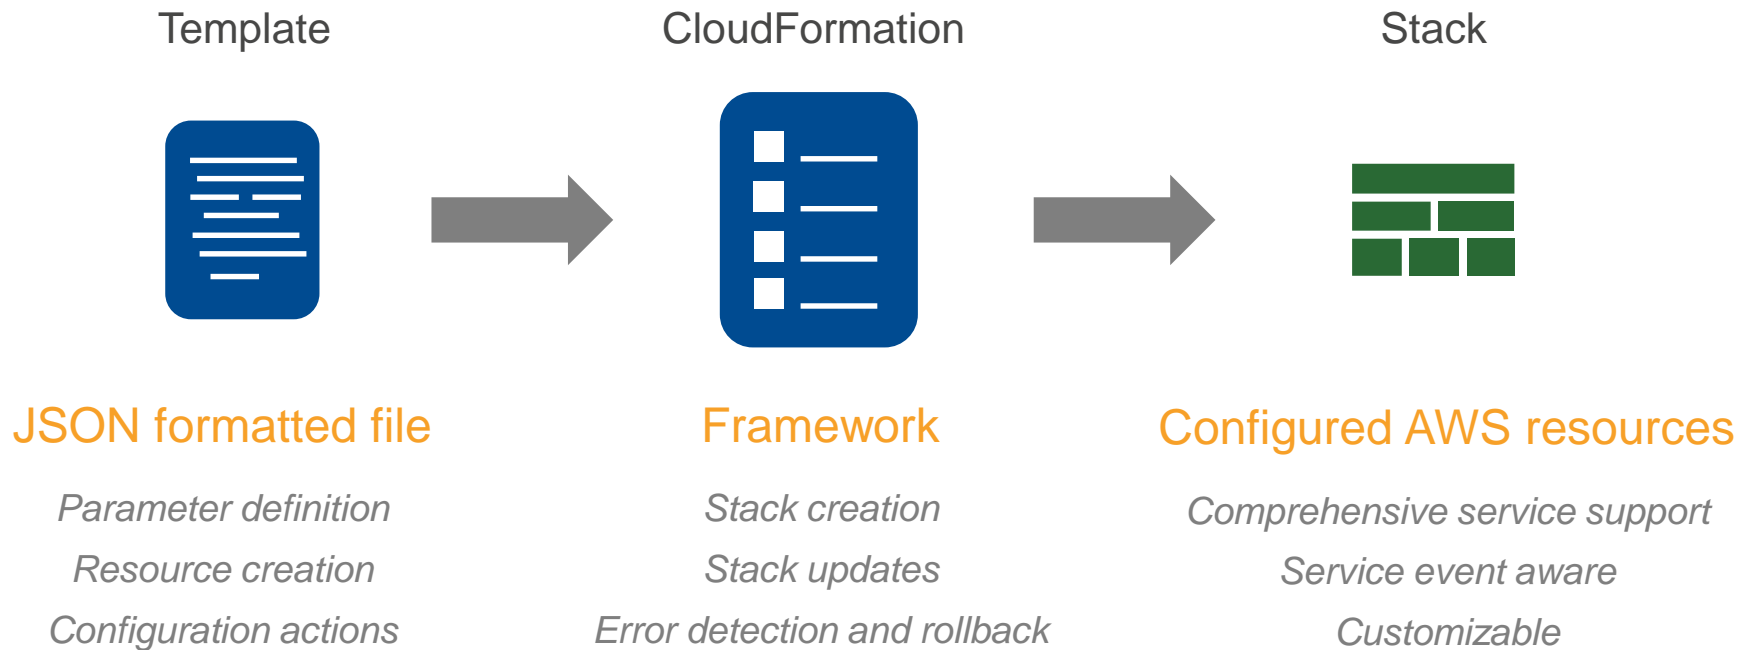 Template
CloudFormation
Stack
JSON formatted file
Framework
Configured AWS resources
Parameter definition
Resource creation
Configuration actions
Stack creation
Stack updates
Error detection and rollback
Comprehensive service support
Service event aware
Customizable